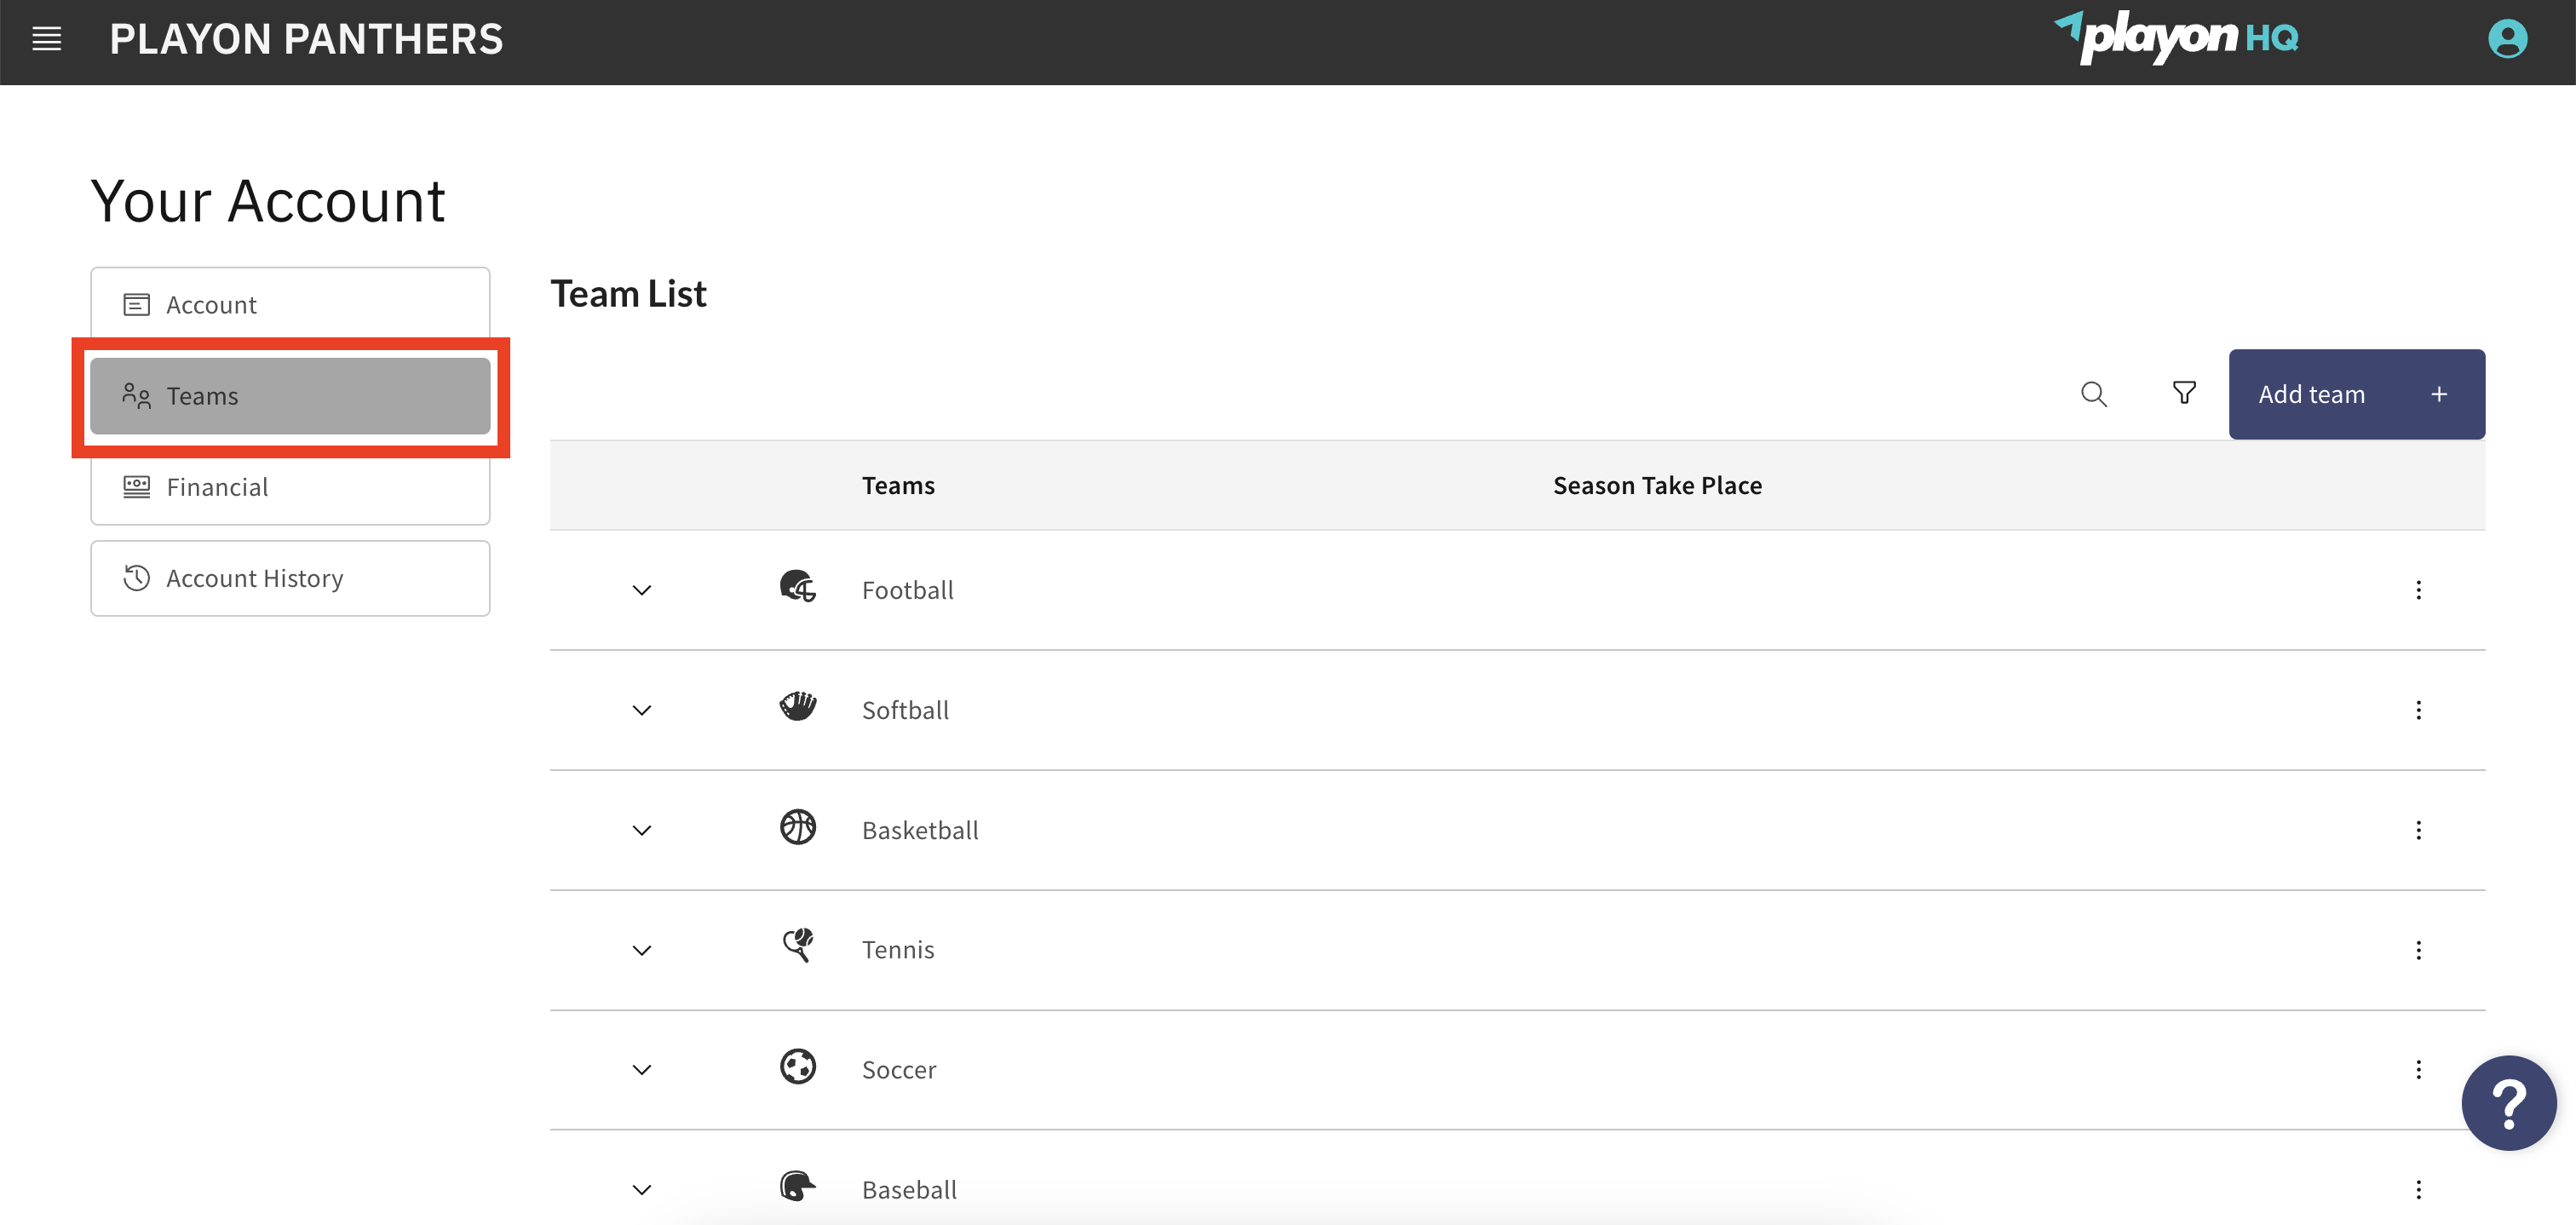 PLAYON PANTHERS
playon HQ
Your Account
Account
Teams
Financial
Account History
Team List
Add team +
Teams Season Take Place
Football
Softball
Basketball
Tennis
Soccer
Baseball
?